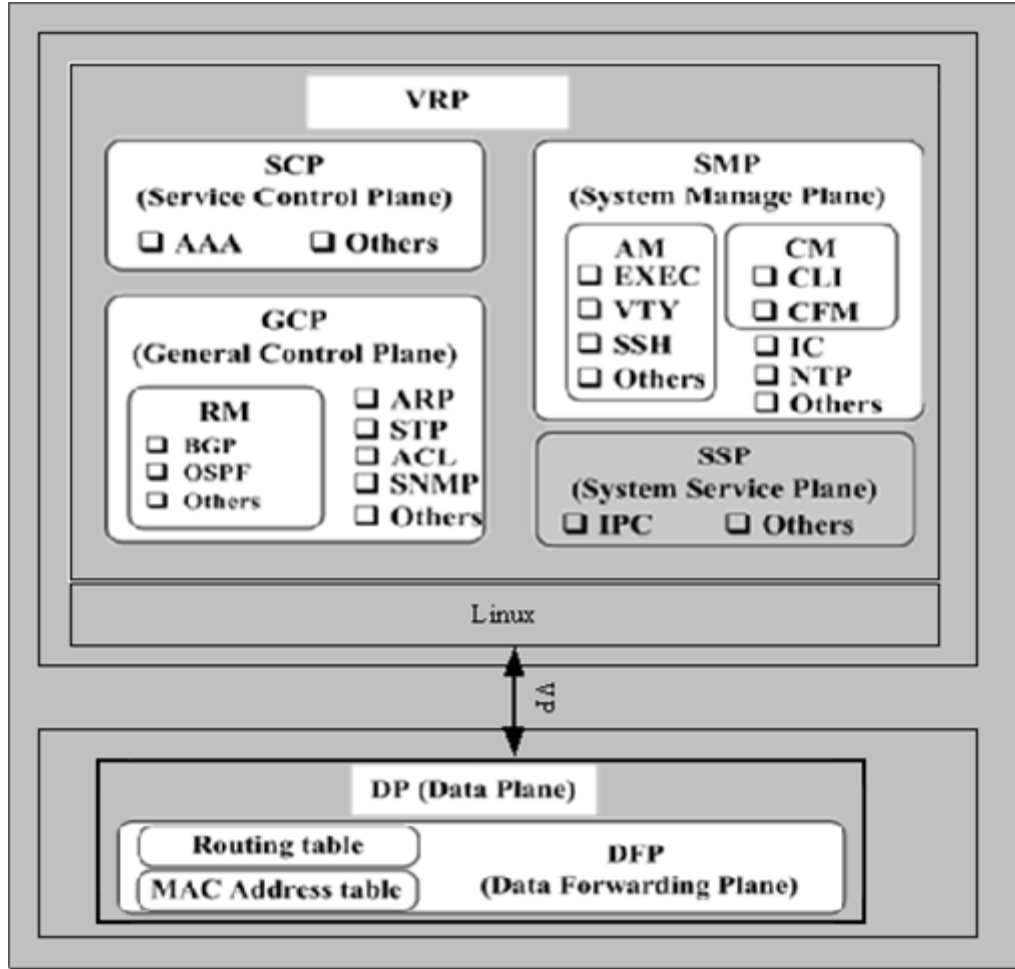 VRP
SCP
(Service Control Plane)
❑ AAA ❑ Others
GCP
(General Control Plane)
RM
❑ BGP
❑ OSPF
❑ Others
❑ ARP
❑ STP
❑ ACL
❑ SNMP
❑ Others
SMP
(System Manage Plane)
AM
❑ EXEC
❑ VTY
❑ SSH
❑ Others
CM
❑ CLI
❑ CFM
❑ IC
❑ NTP
❑ Others
SSP
(System Service Plane)
❑ IPC ❑ Others
Linux
VP
DP (Data Plane)
Routing table
MAC Address table
DFP
(Data Forwarding Plane)